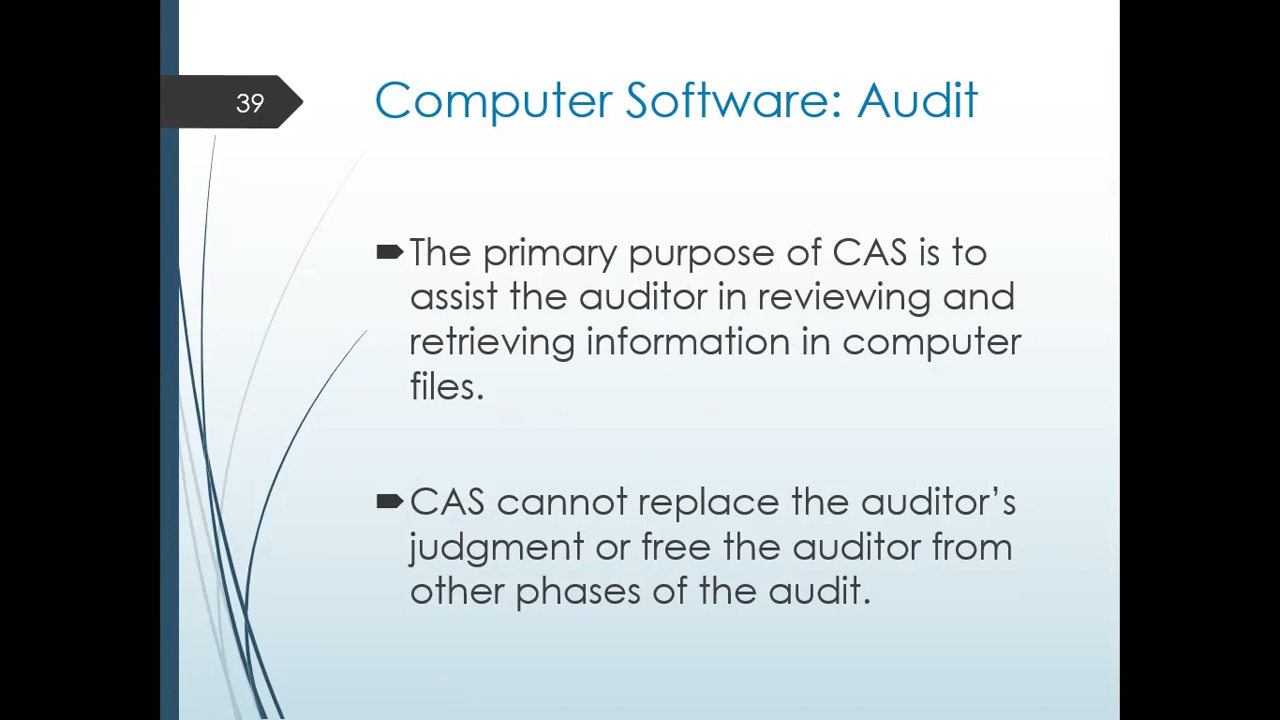 39
Computer Software: Audit
The primary purpose of CAS is to
assist the auditor in reviewing and
retrieving information in computer
files.
CAS cannot replace the auditor’s
judgment or free the auditor from
other phases of the audit.